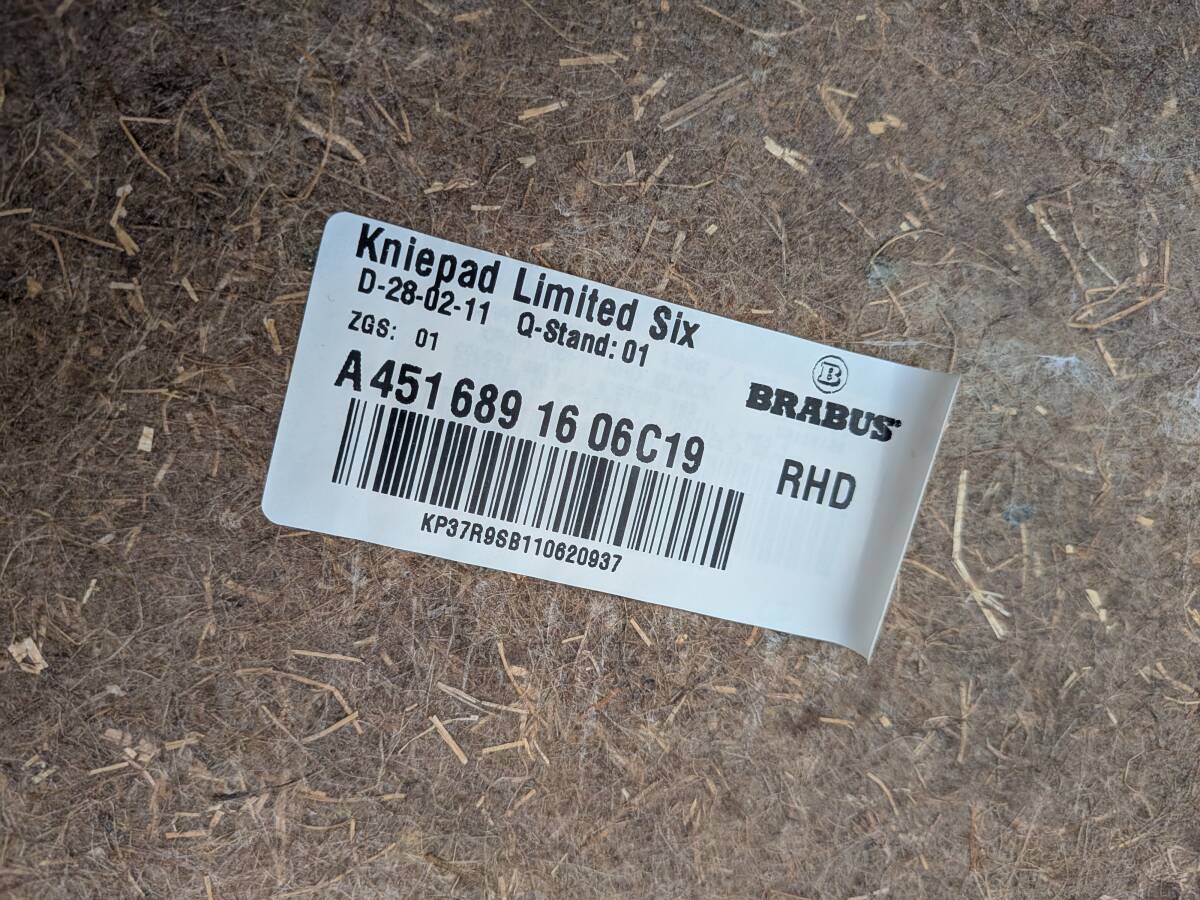 Kniepad Limited Six
D-28-02-11 Q-Stand: 01
ZGS: 01
A 451 689 16 06C19
KP37R9SB110620937
B
BRABUS
RHD